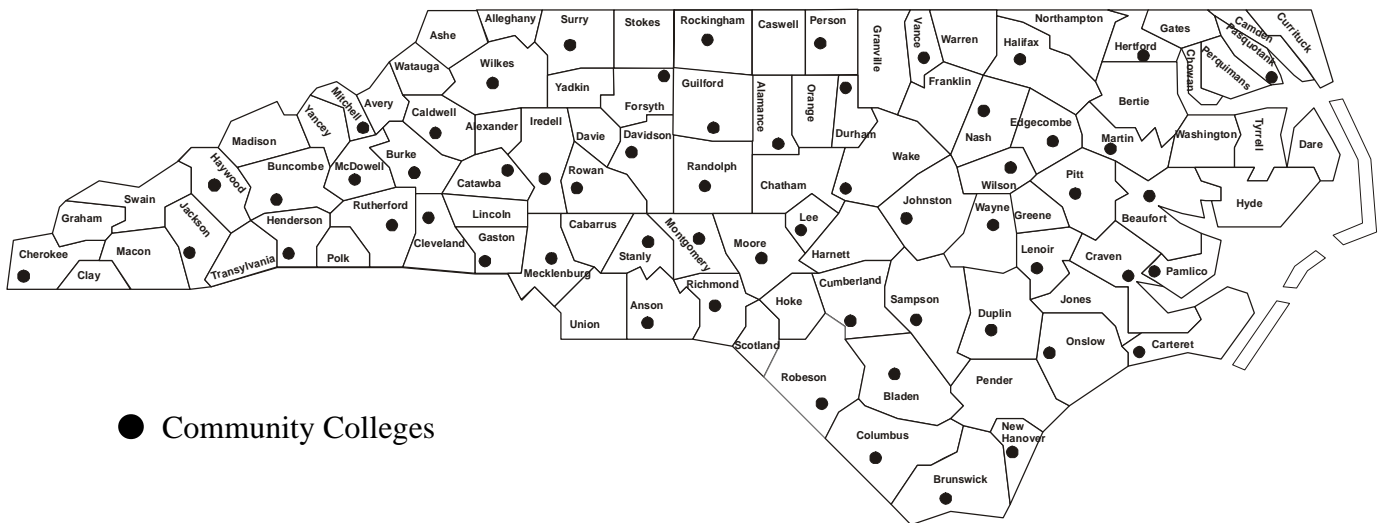 Alleghany
Surry
Stokes
Rockingham
Caswell
Person
Granville
Vance
Warren
Northampton
Gates
Camden
Currituck
Pasquotank
Perquimans
Chowan
Hertford
Halifax
Ashe
Watauga
Wilkes
Yadkin
Forsyth
Guilford
Alamance
Orange
Durham
Franklin
Nash
Edgecombe
Bertie
Martin
Washington
Tyrrell
Dare
Mitchell
Avery
Yancey
Caldwell
Alexander
Iredell
Davie
Davidson
Madison
Haywood
Buncombe
McDowell
Burke
Catawba
Rowan
Randolph
Chatham
Wake
Wilson
Pitt
Beaufort
Hyde
Swain
Graham
Jackson
Henderson
Rutherford
Cleveland
Lincoln
Gaston
Cabarrus
Stanly
Montgomery
Moore
Lee
Harnett
Johnston
Wayne
Greene
Lenoir
Craven
Pamlico
Cherokee
Clay
Macon
Transylvania
Polk
Mecklenburg
Union
Anson
Richmond
Scotland
Hoke
Cumberland
Sampson
Duplin
Jones
Onslow
Carteret
Robeson
Bladen
Pender
Columbus
New
Hanover
Brunswick
Community Colleges